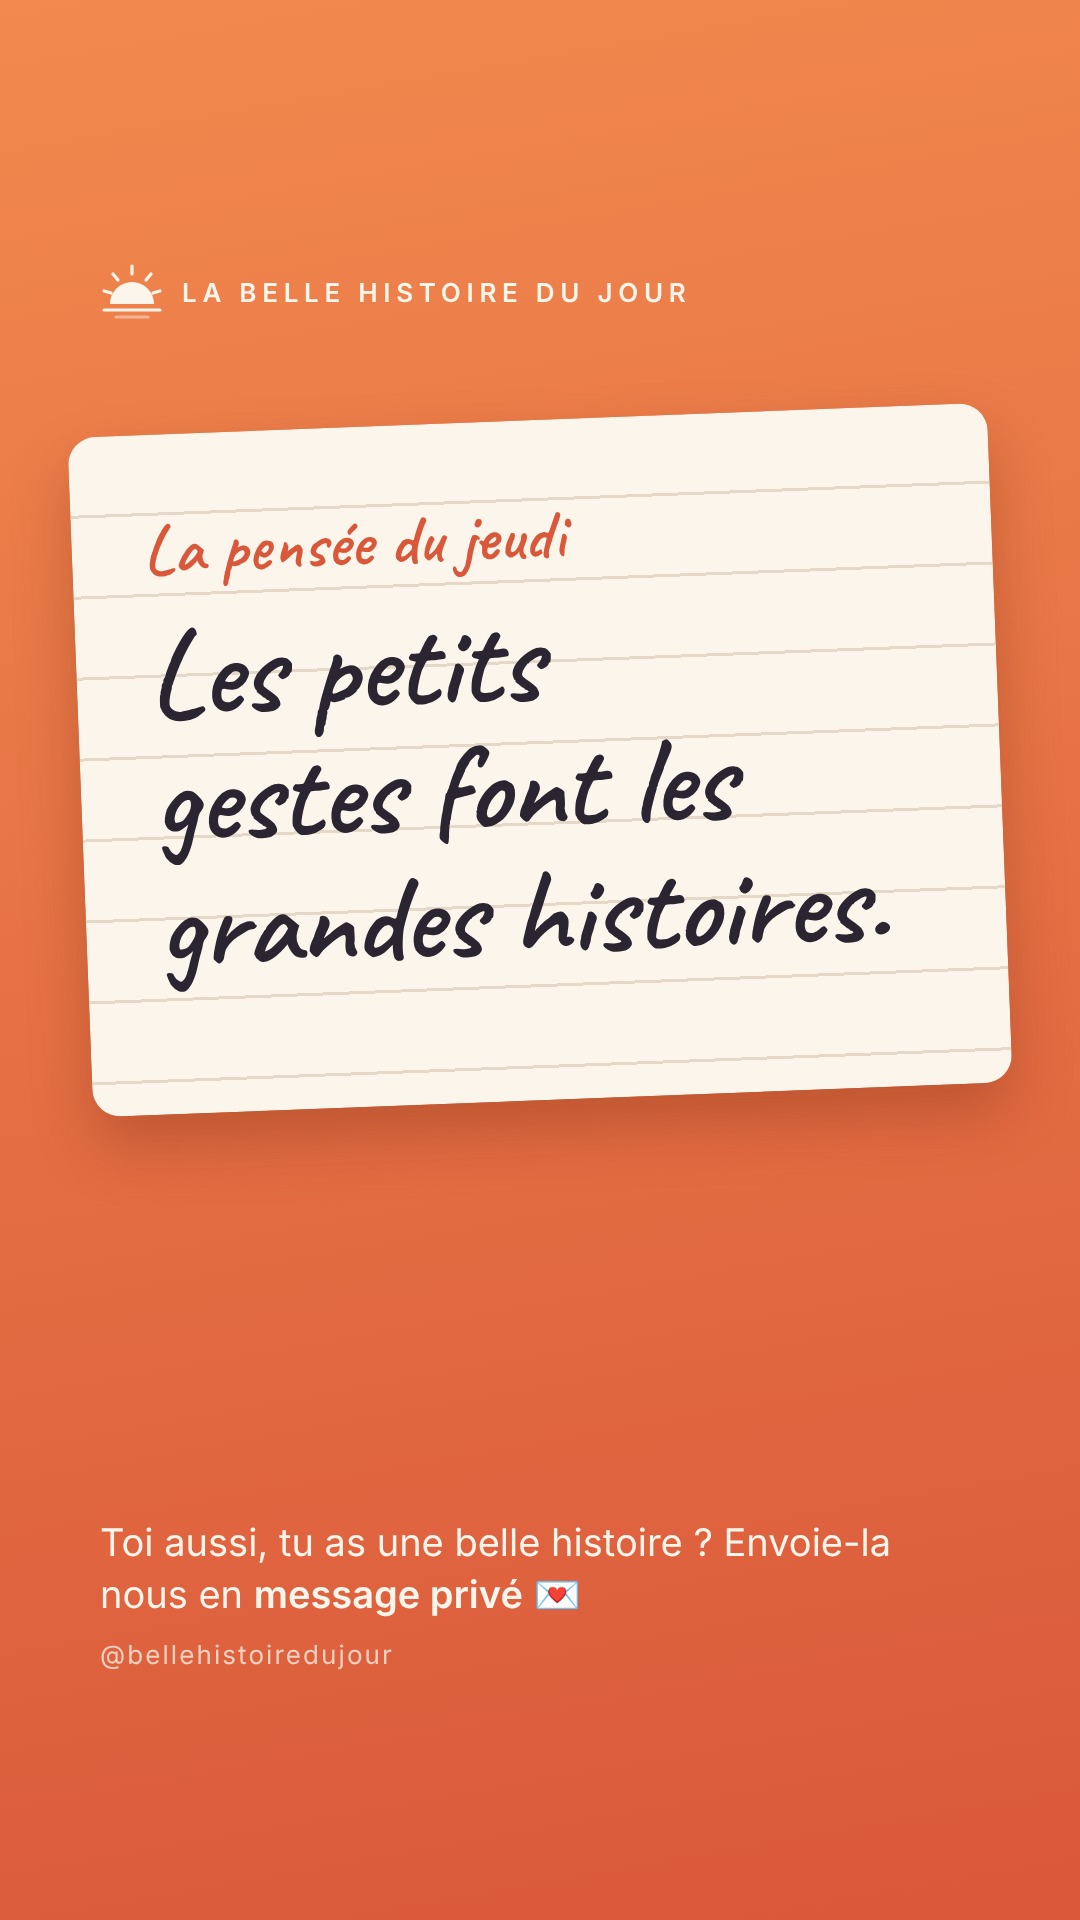 LA BELLE HISTOIRE DU JOUR
La pensée du jeudi
Les petits
gestes font les
grandes histoires.
Toi aussi, tu as une belle histoire ? Envoie-la
nous en message privé 💌
@bellehistoiredujour